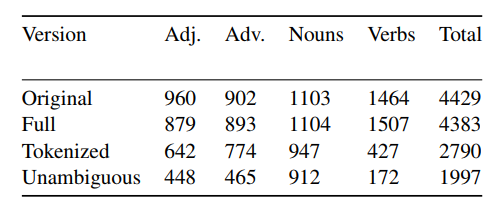 Version Adj. Adv. Nouns Verbs Total
Original 960 902 1103 1464 4429
Full 879 893 1104 1507 4383
Tokenized 642 774 947 427 2790
Unambiguous 448 465 912 172 1997